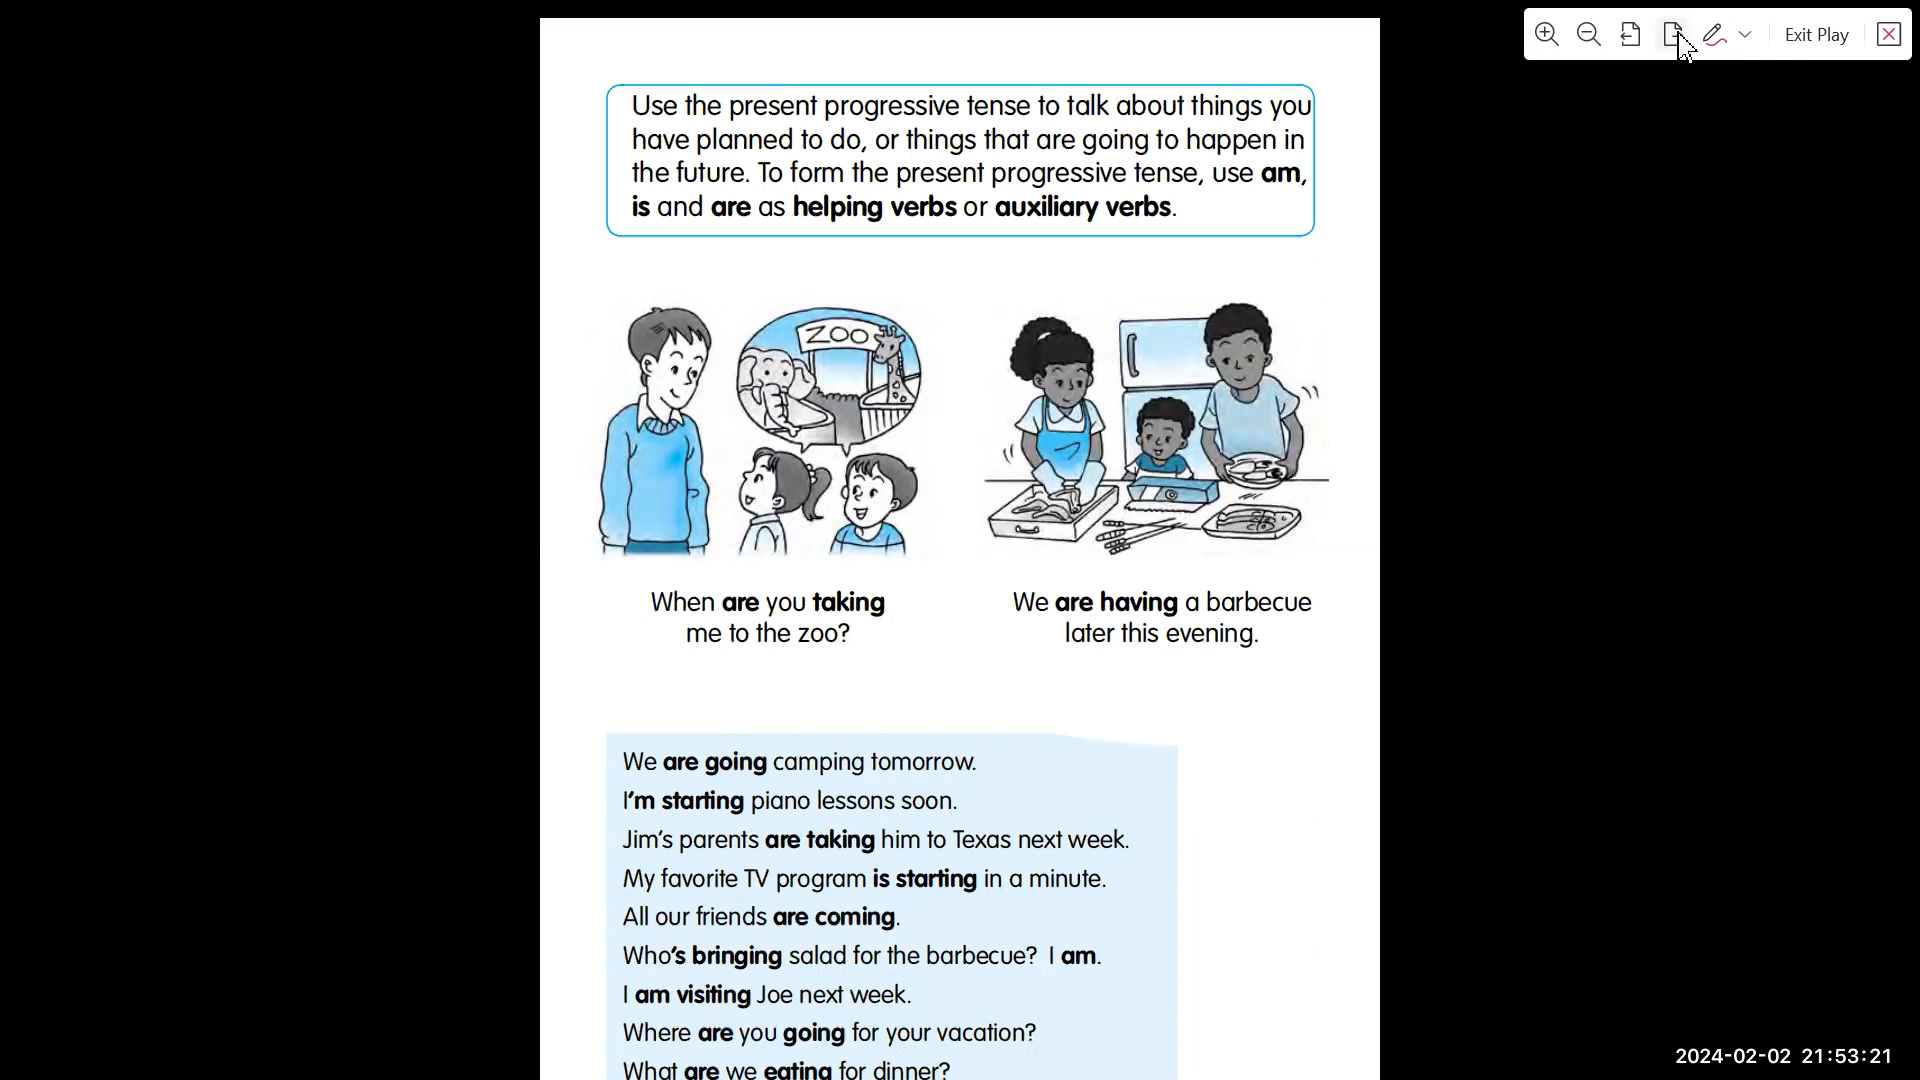 Exit Play
Use the present progressive tense to talk about things you
have planned to do, or things that are going to happen in
the future. To form the present progressive tense, use am,
is and are as helping verbs or auxiliary verbs.
ZOO
When are you taking
me to the zoo?
We are having a barbecue
later this evening.
We are going camping tomorrow.
I’m starting piano lessons soon.
Jim’s parents are taking him to Texas next week.
My favorite TV program is starting in a minute.
All our friends are coming.
Who’s bringing salad for the barbecue? I am.
I am visiting Joe next week.
Where are you going for your vacation?
What are we eating for dinner?
2024-02-02 21:53:21